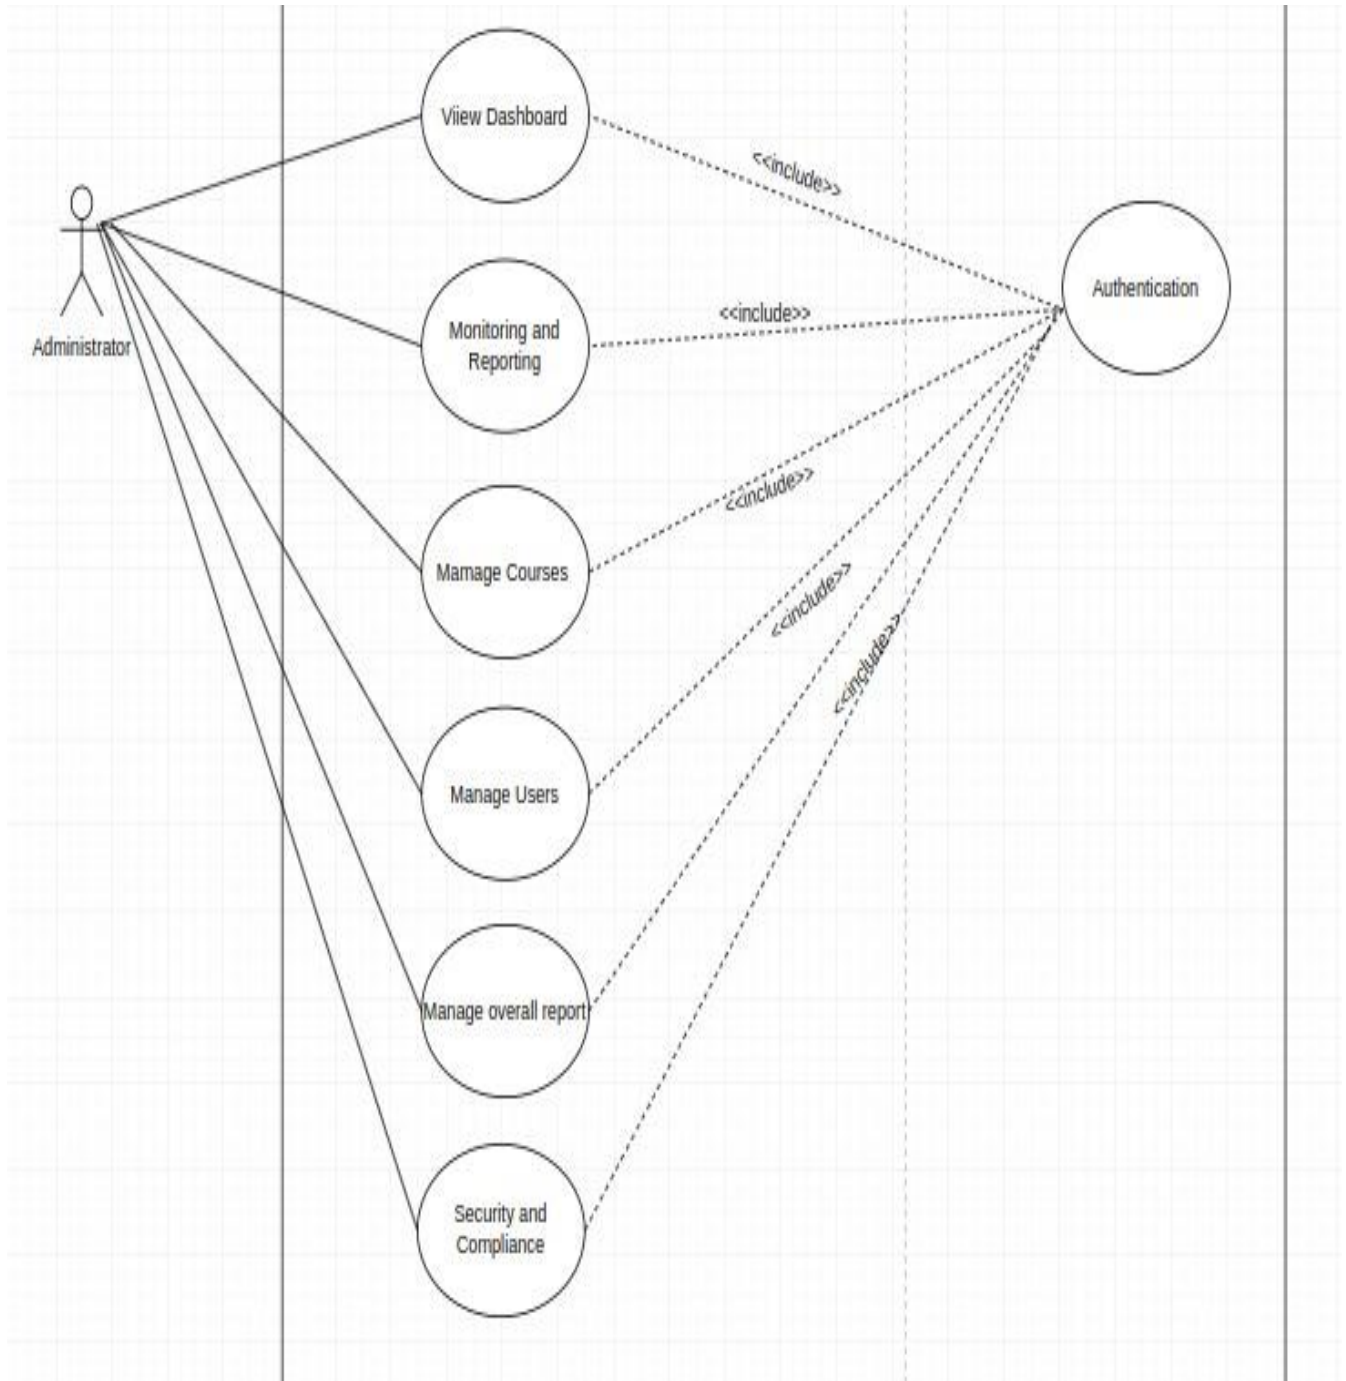 Viiew Dashboard
<<include>>
Authentication
Administrator
Monitoring and
Reporting
<<include>>
Mamage Courses
<<include>>
Manage Users
<<include>>
<<include>>
Manage overall report
Security and
Compliance